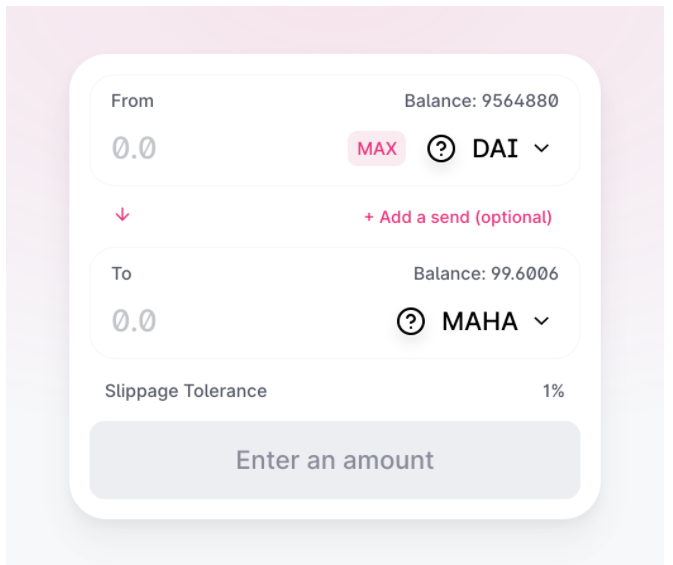 From Balance: 9564880
0.0 MAX DAI
+ Add a send (optional)
To Balance: 99.6006
0.0 MAHA
Slippage Tolerance 1%
Enter an amount